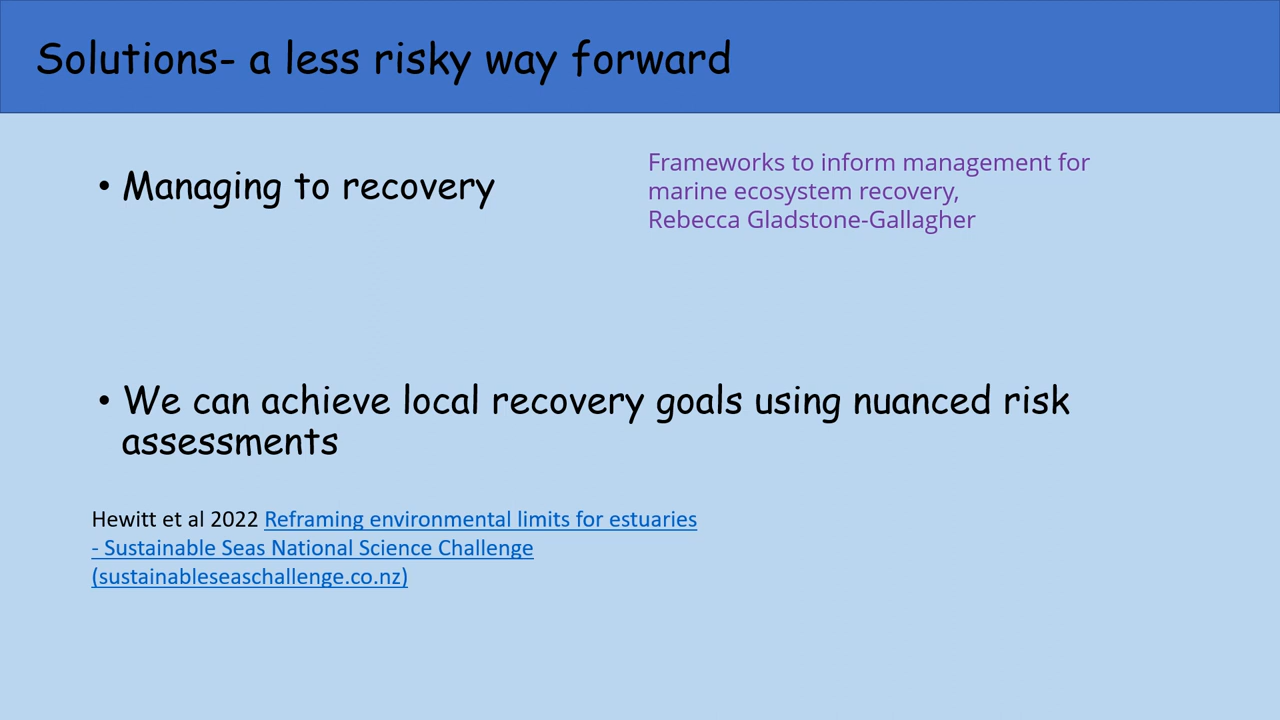 Solutions- a less risky way forward
• Managing to recovery
Frameworks to inform management for
marine ecosystem recovery,
Rebecca Gladstone-Gallagher
• We can achieve local recovery goals using nuanced risk
assessments
Hewitt et al 2022 Reframing environmental limits for estuaries
- Sustainable Seas National Science Challenge
(sustainableseaschallenge.co.nz)